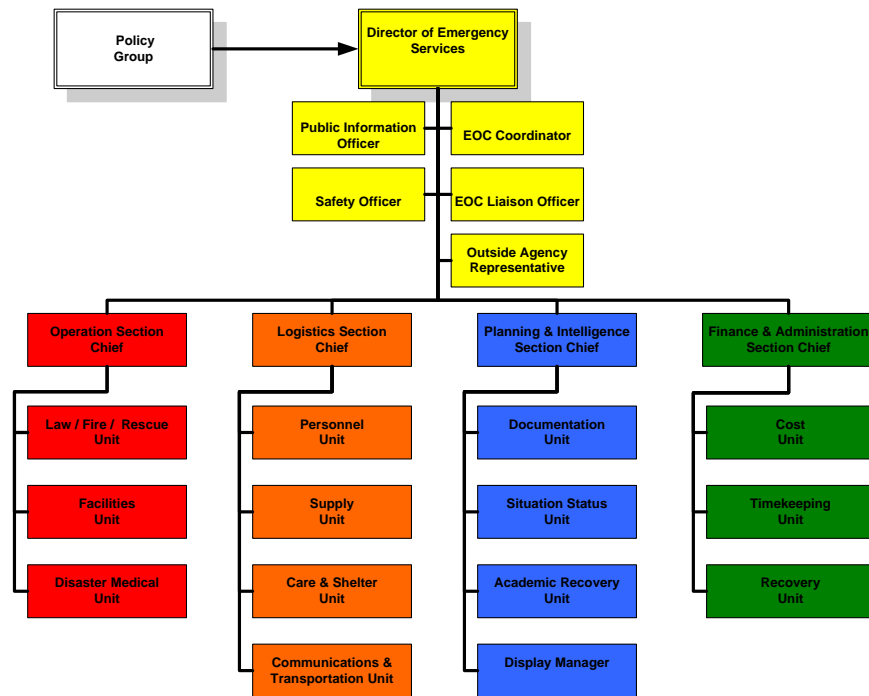 Policy
Group
Director of Emergency
Services
Public Information
Officer
EOC Coordinator
Safety Officer
EOC Liaison Officer
Outside Agency
Representative
Operation Section
Chief
Logistics Section
Chief
Planning & Intelligence
Section Chief
Finance & Administration
Section Chief
Law / Fire / Rescue
Unit
Personnel
Unit
Documentation
Unit
Cost
Unit
Facilities
Unit
Supply
Unit
Situation Status
Unit
Timekeeping
Unit
Disaster Medical
Unit
Care & Shelter
Unit
Academic Recovery
Unit
Recovery
Unit
Communications &
Transportation Unit
Display Manager